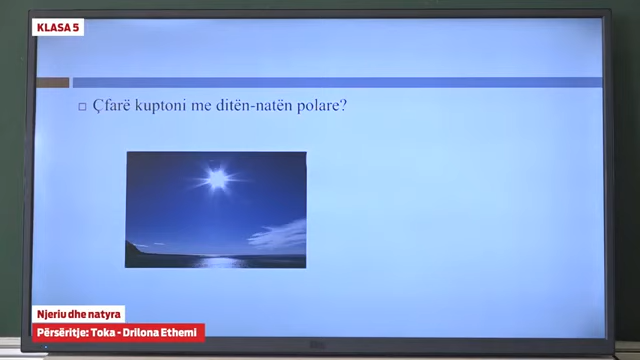 KLASA 5
Çfarë kuptoni me ditën-natën polare?
Njeriu dhe natyra
Përsëritje: Toka - Drilona Ethemi